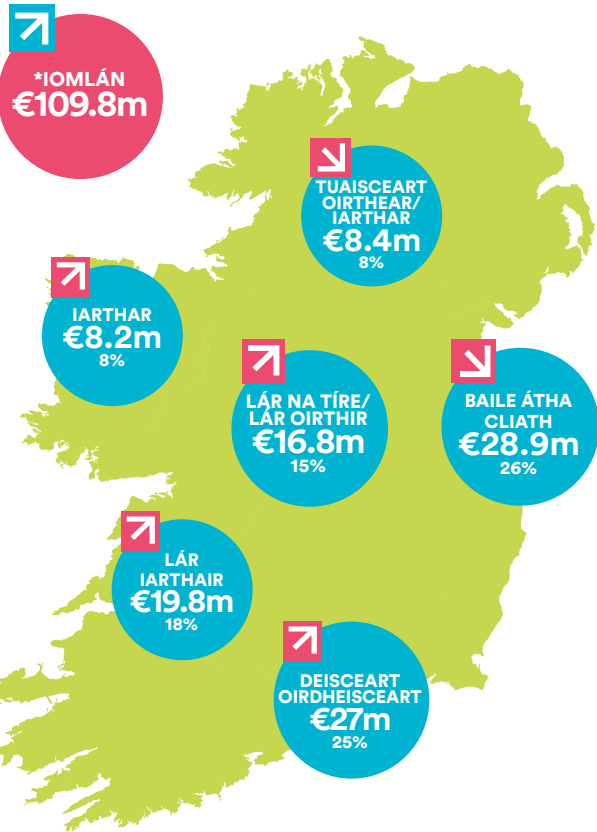 *IOMLÁN
€109.8m
TUAISCEART
OIRTHEAR/
IARTHAR
€8.4m
8%
IARTHAR
€8.2m
8%
LÁR NA TÍRE/
LÁR OIRTHIR
€16.8m
15%
BAILE ÁTHA
CLIATH
€28.9m
26%
LÁR
IARTHAIR
€19.8m
18%
DEISCEART
OIRDHEISCEART
€27m
25%